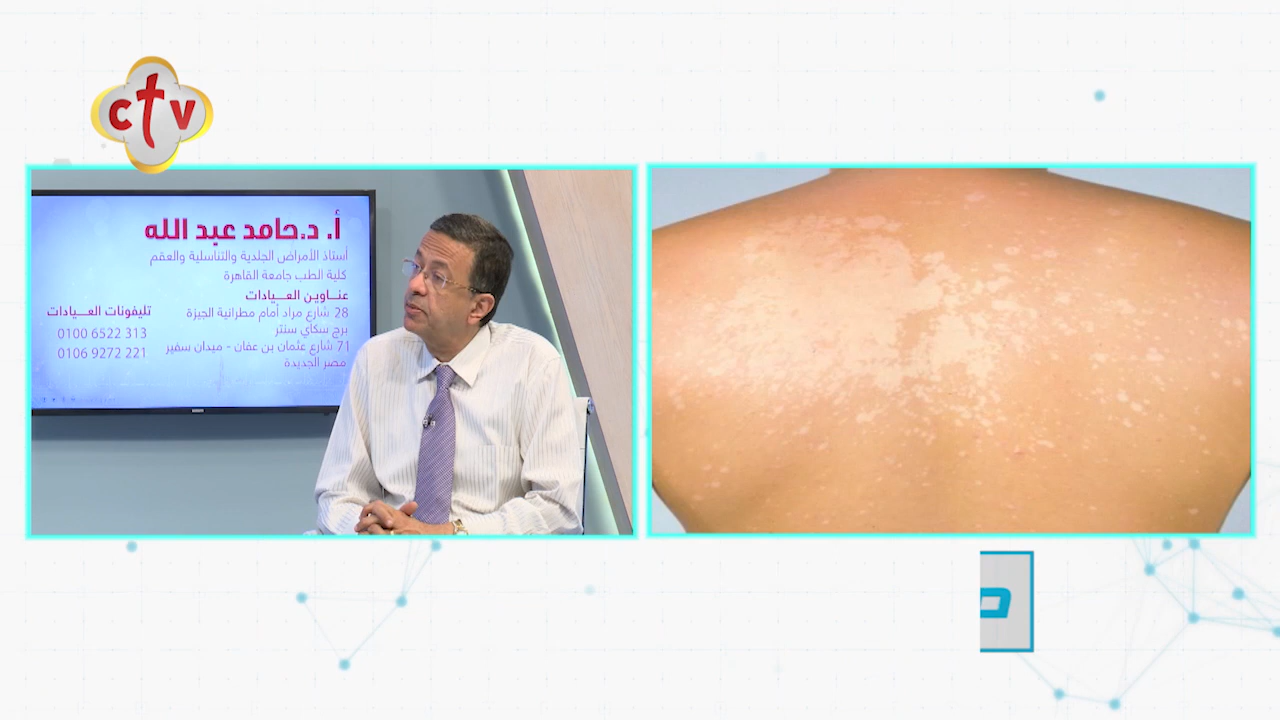 ctv
أ. د.حامد عبد الله
أستاذ الأمراض الجلدية والتناسلية والعقم
كلية الطب جامعة القاهرة
عناوين العيادات
28 شارع مراد أمام مطرانية الجيزة
برج سكاي سنتر
71 شارع عثمان بن عفان - ميدان سفير
مصر الجديدة
تليفونات العيادات
0100 6522 313
0106 9272 221